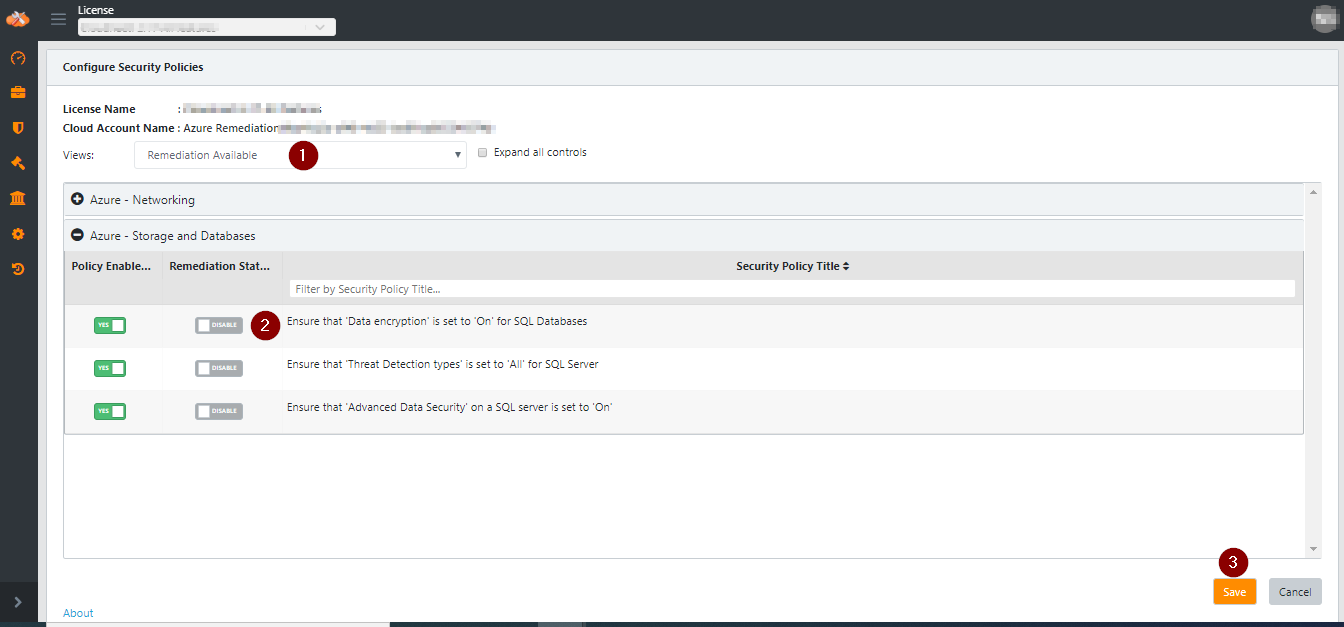 License
Configure Security Policies
License Name :
Cloud Account Name : Azure Remediation
Views: Remediation Available 1 Expand all controls
Azure - Networking
Azure - Storage and Databases
Policy Enable... Remediation Stat... Security Policy Title
Filter by Security Policy Title...
YES DISABLE 2 Ensure that 'Data encryption' is set to 'On' for SQL Databases
YES DISABLE Ensure that 'Threat Detection types' is set to 'All' for SQL Server
YES DISABLE Ensure that 'Advanced Data Security' on a SQL server is set to 'On'
3
Save Cancel
About